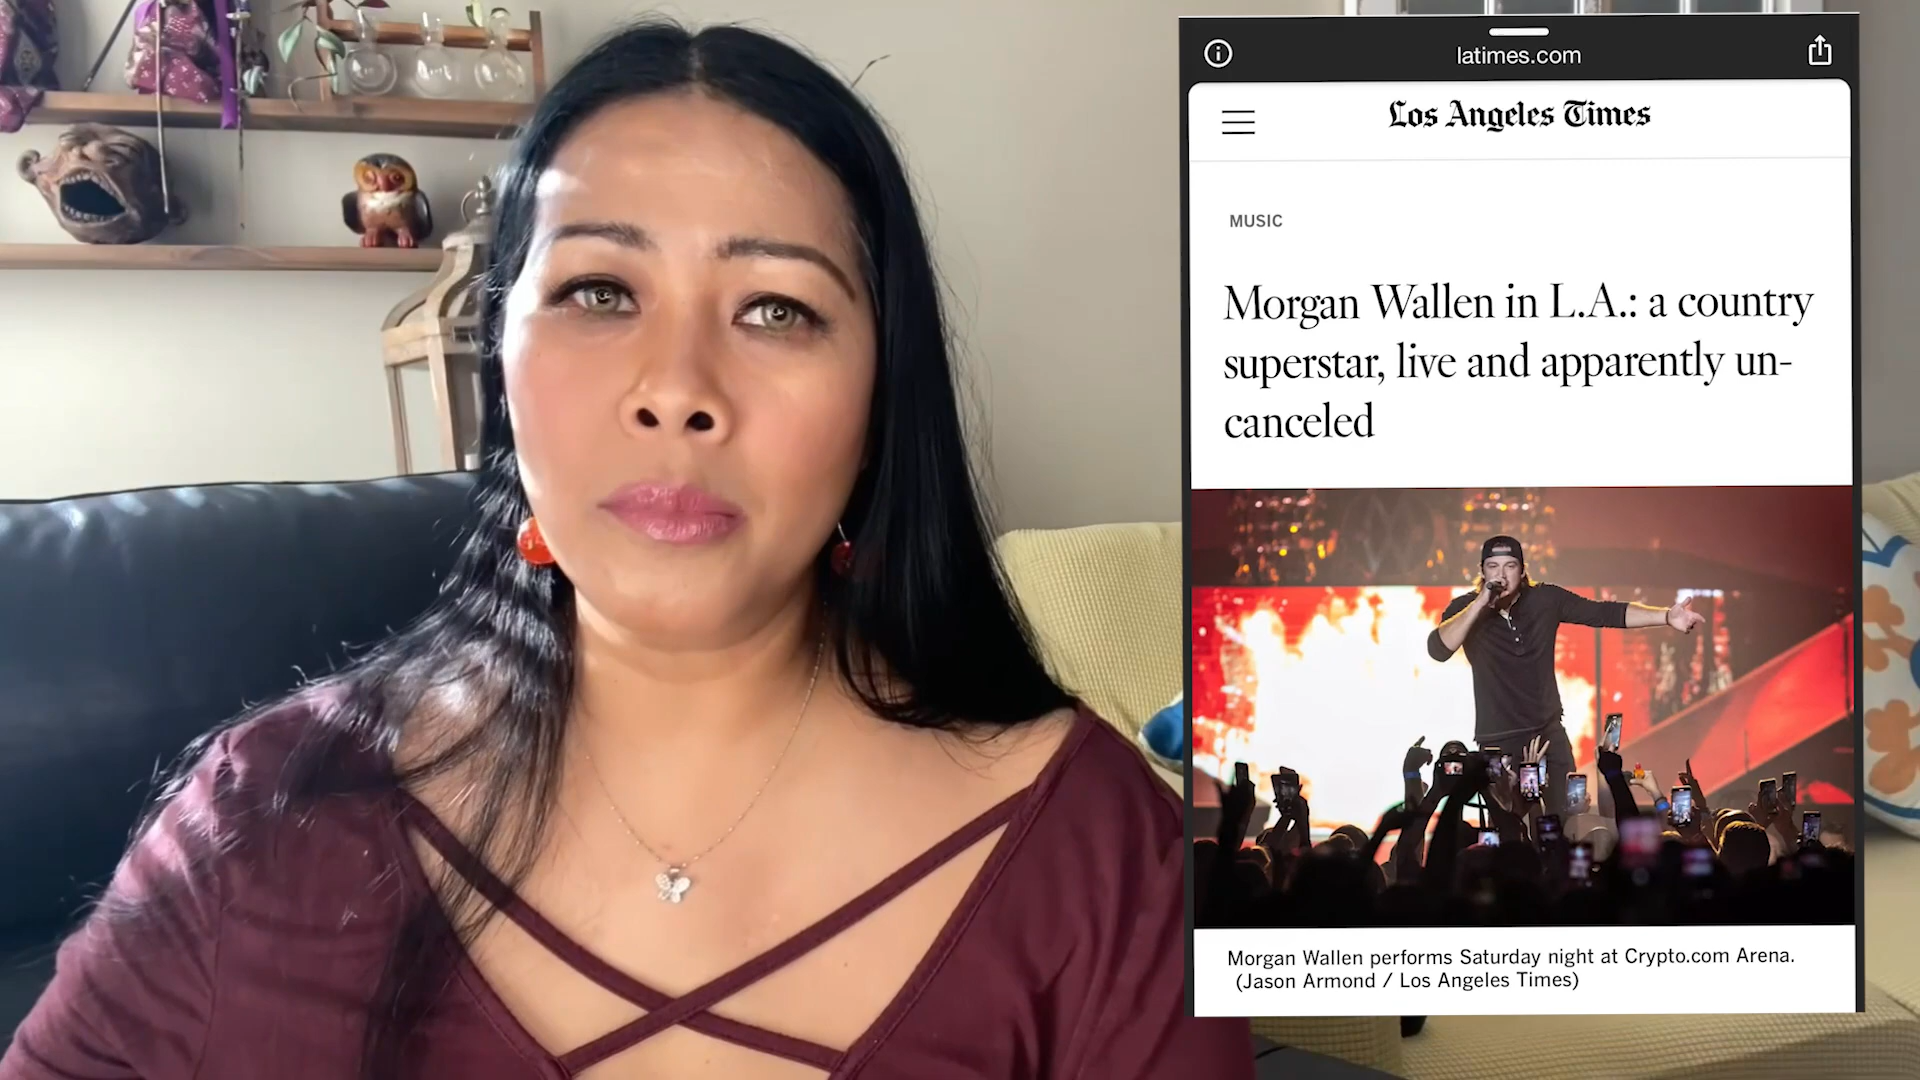 latimes.com
Los Angeles Times
MUSIC
Morgan Wallen in L.A.: a country
superstar, live and apparently un-
canceled
Morgan Wallen performs Saturday night at Crypto.com Arena.
(Jason Armond / Los Angeles Times)